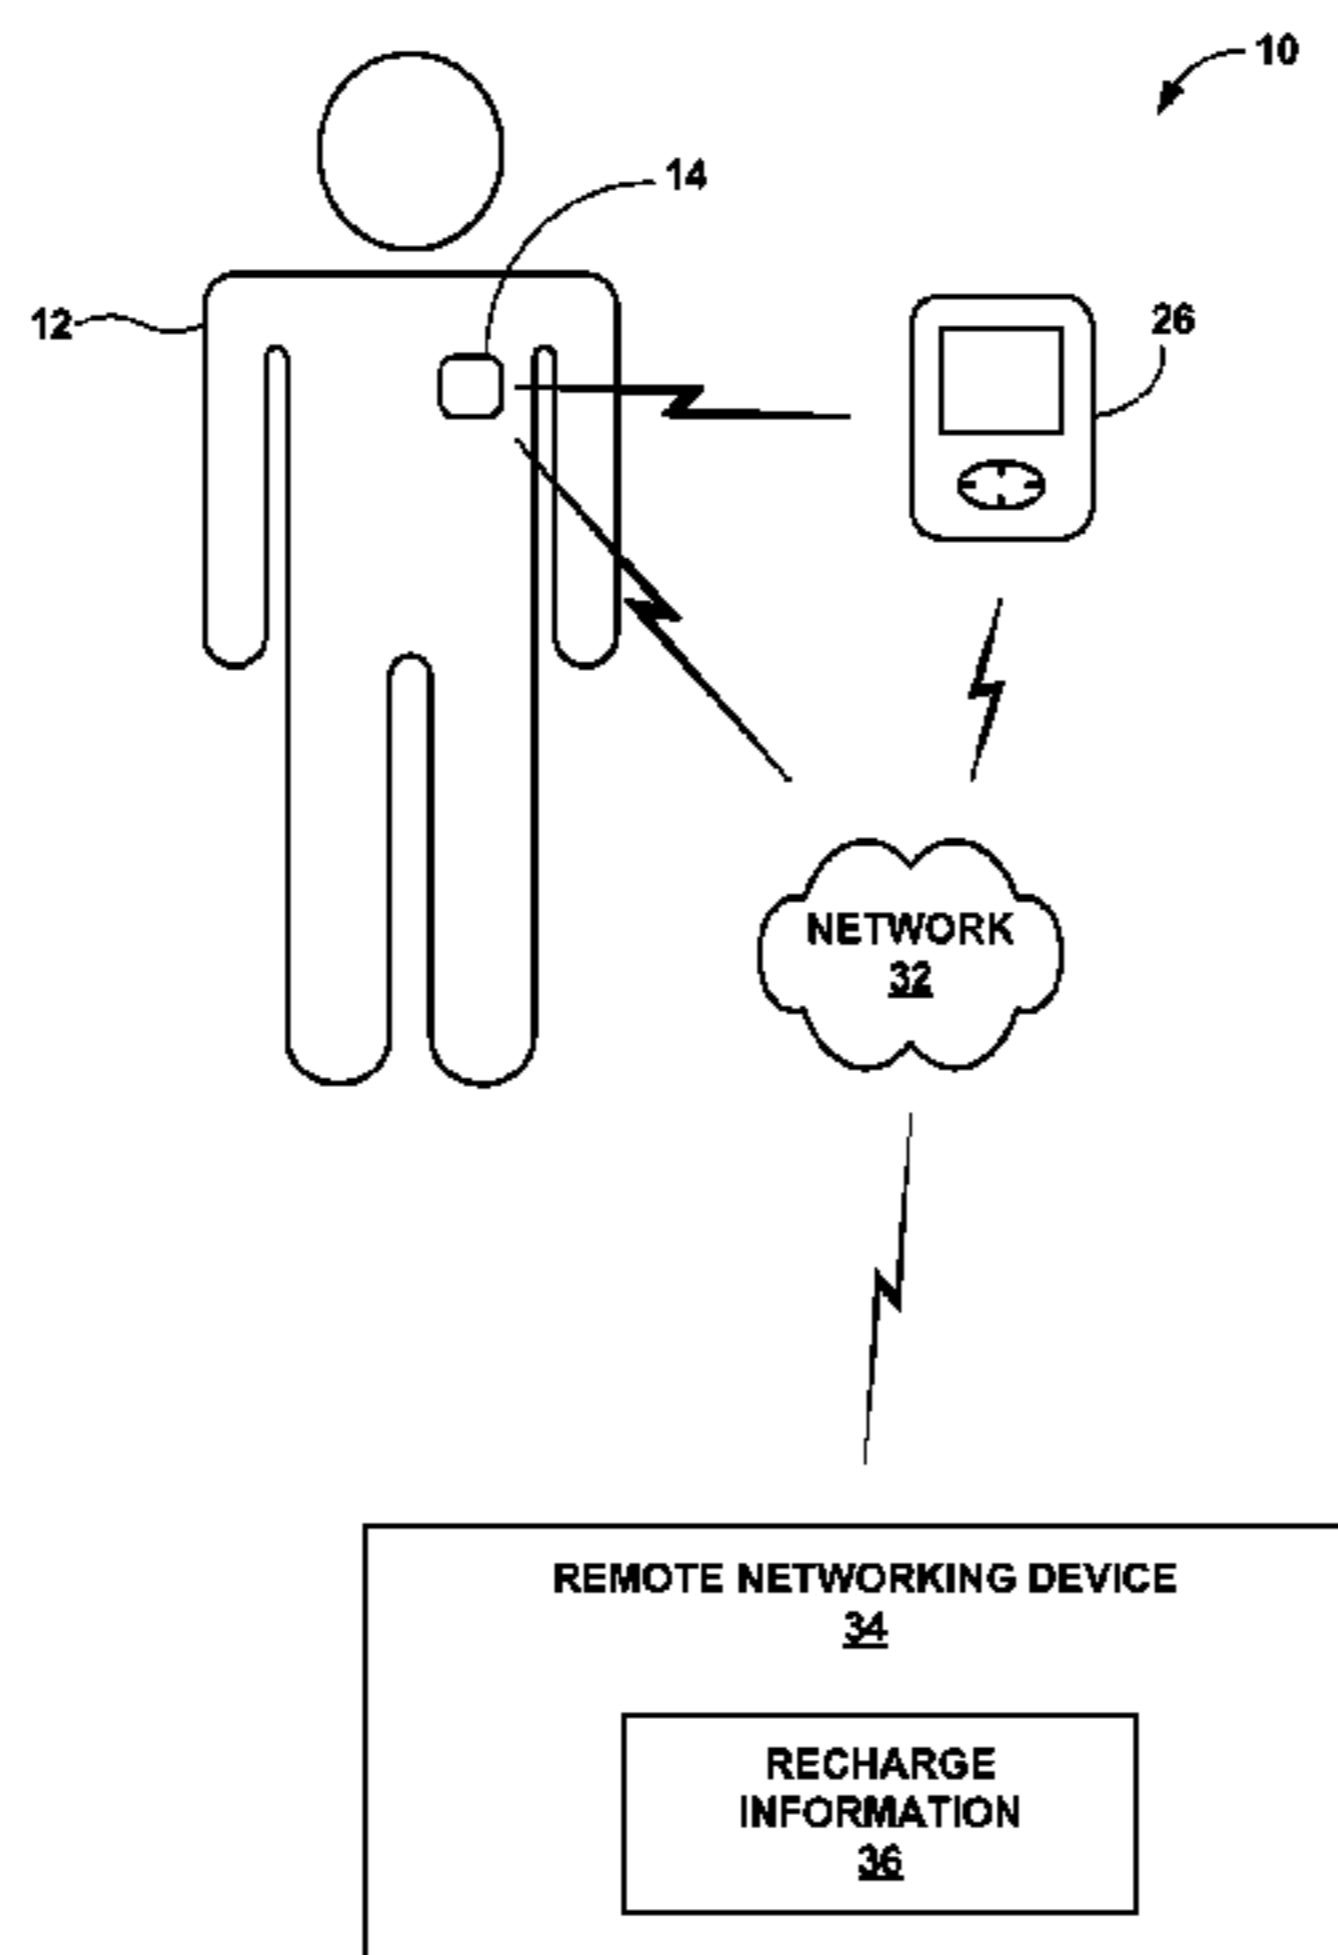 10
14
12
26
NETWORK
32
REMOTE NETWORKING DEVICE
34
RECHARGE
INFORMATION
36